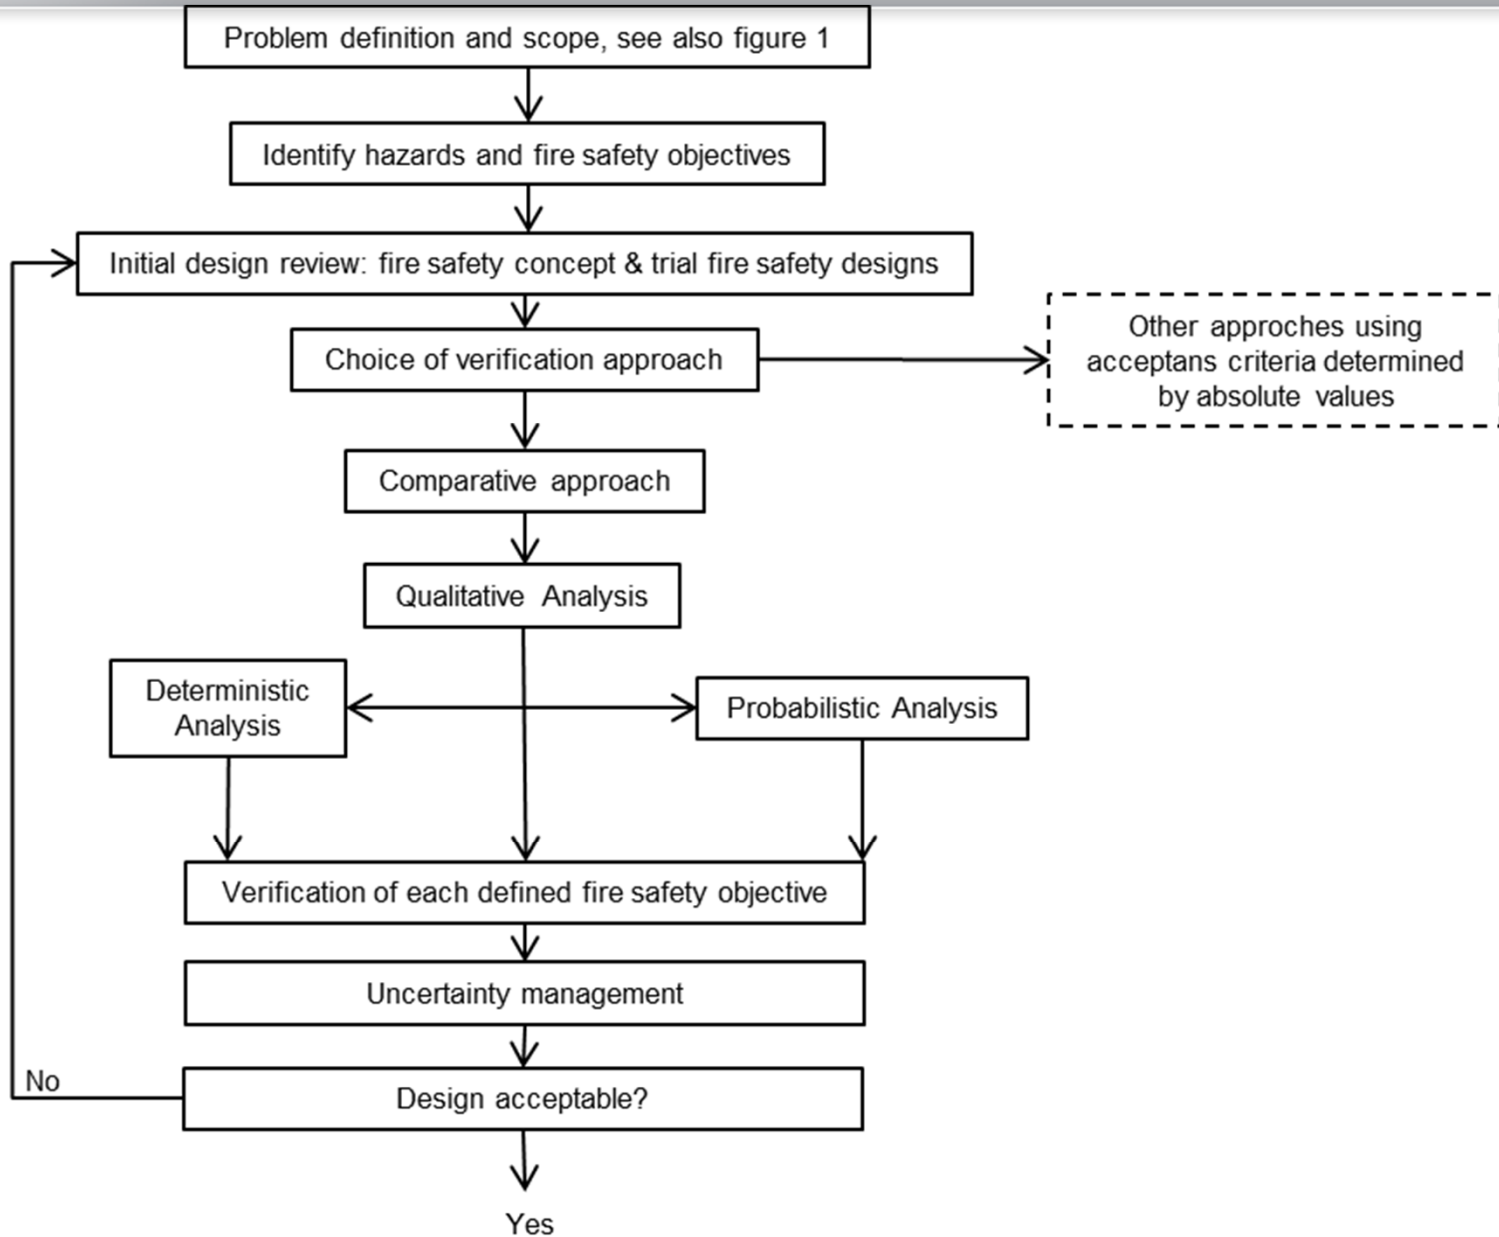 Problem definition and scope, see also figure 1
Identify hazards and fire safety objectives
Initial design review: fire safety concept & trial fire safety designs
Other approches using
acceptans criteria determined
by absolute values
Choice of verification approach
Comparative approach
Qualitative Analysis
Deterministic
Analysis
Probabilistic Analysis
Verification of each defined fire safety objective
Uncertainty management
No
Design acceptable?
Yes